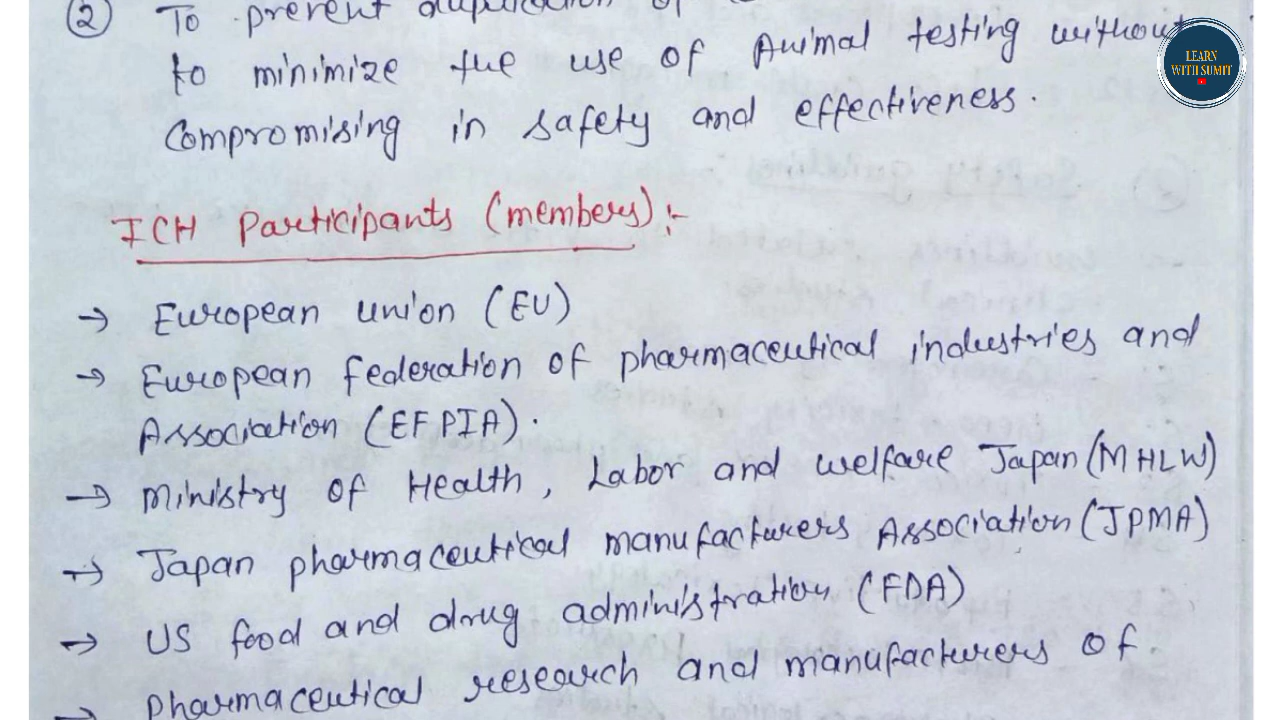 ② To prevent duplication of
to minimize the use of Animal testing without
compromising in safety and effectiveness.
ICH Participants (members) :-
→ European union (EU)
→ European federation of pharmaceutical industries and
Association (EFPIA).
→ ministry of Health, Labor and welfare Japan (MHLW)
→ Japan pharmaceutical manufacturers Association (JPMA)
→ US food and drug administration (FDA)
→ pharmaceutical research and manufacturers of
LEARN
WITH SUMIT